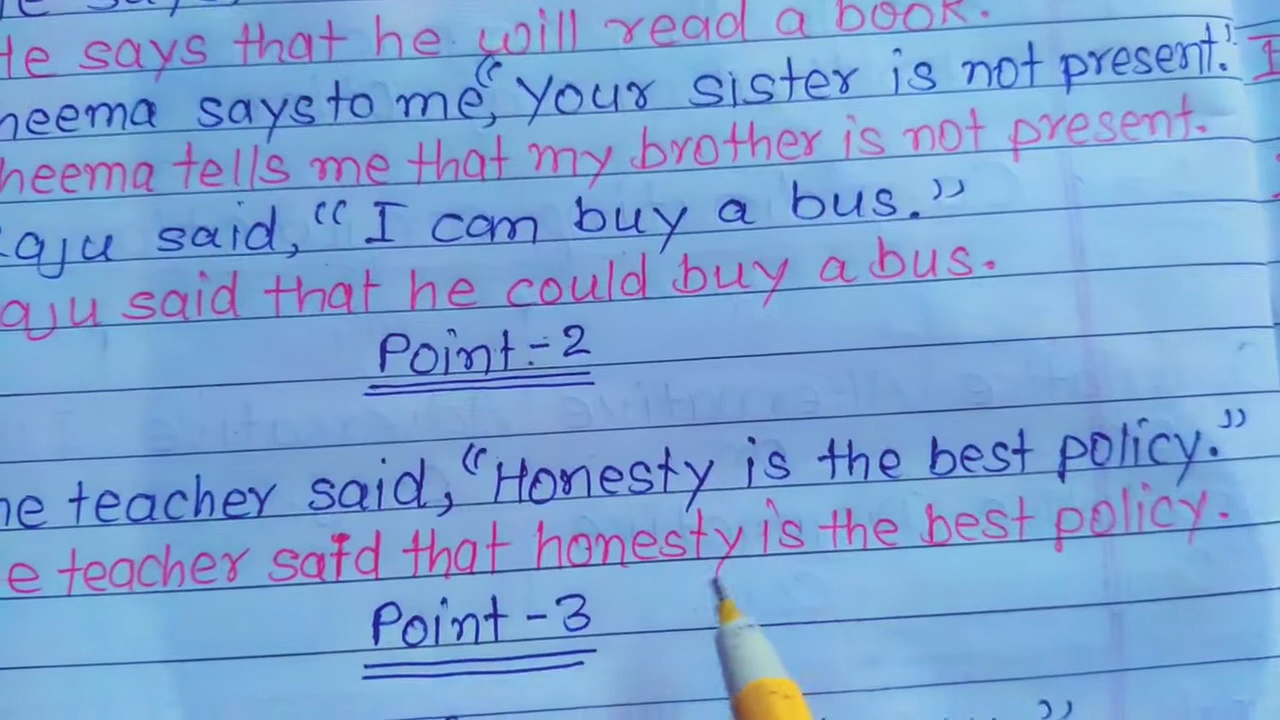 He says that he will read a book.
heema says to me, "Your sister is not present."
heema tells me that my brother is not present.
aju said, "I can buy a bus."
aju said that he could buy a bus.
Point:-2
he teacher said, "Honesty is the best policy."
e teacher said that honesty is the best policy.
Point-3
"